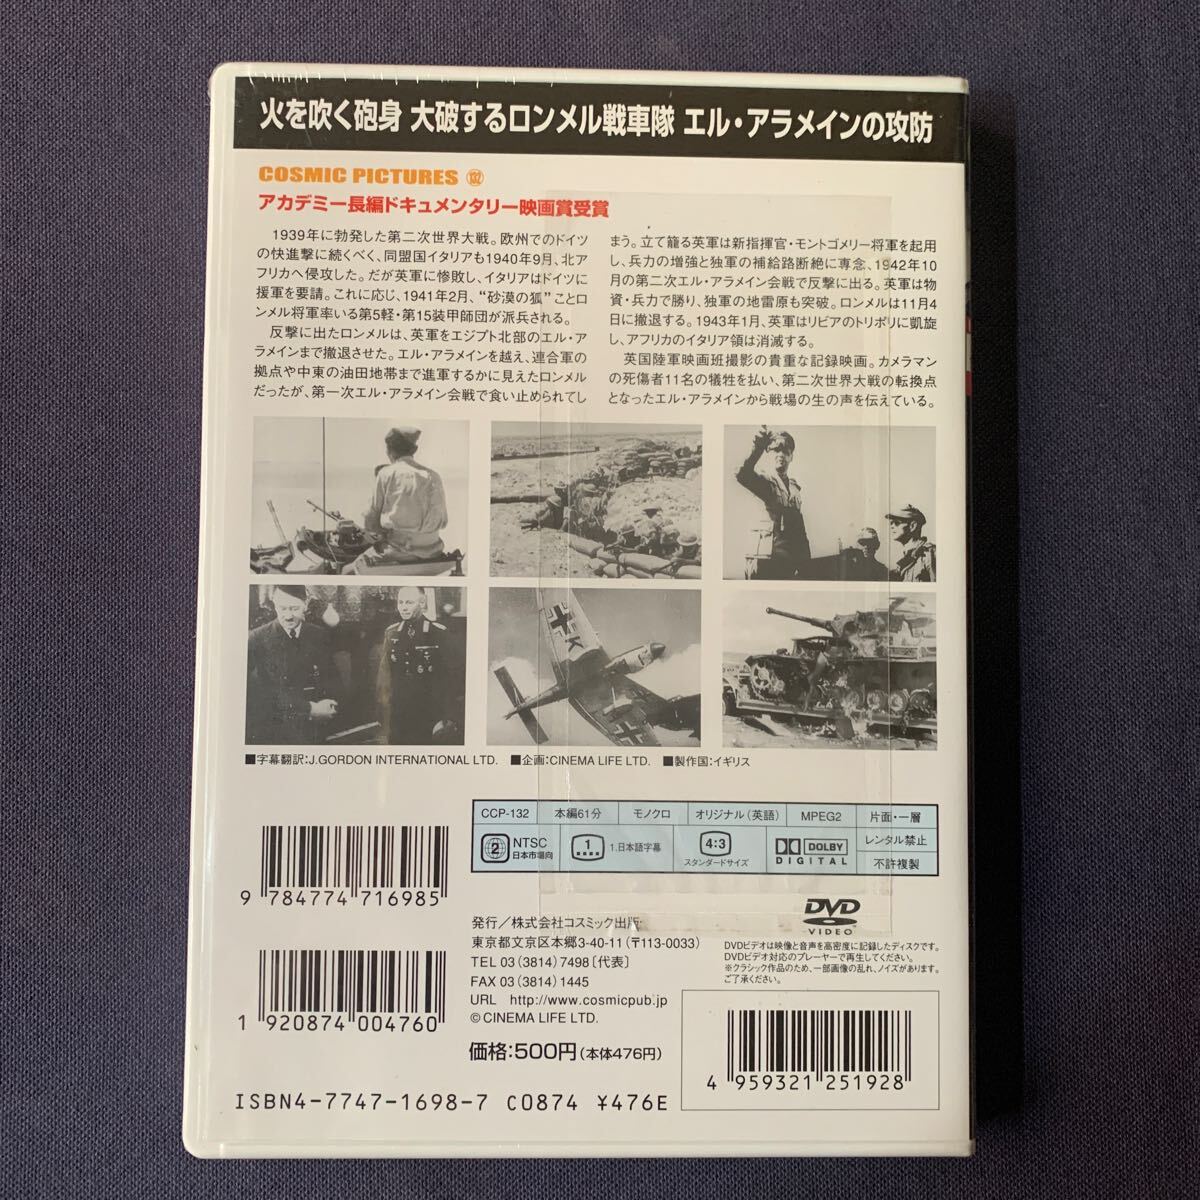 火を吹く砲身 大破するロンメル戦車隊 エル・アラメインの攻防
COSMIC PICTURES 132
アカデミー長編ドキュメンタリー映画賞受賞
1939年に勃発した第二次世界大戦。欧州でのドイツ
の快進撃に続くべく、同盟国イタリアも1940年9月、北ア
フリカへ侵攻した。だが英軍に惨敗し、イタリアはドイツに
援軍を要請。これに応じ、1941年2月、“砂漠の狐”ことロ
ンメル将軍率いる第5軽・第15装甲師団が派兵される。
反撃に出たロンメルは、英軍をエジプト北部のエル・ア
ラメインまで撤退させた。エル・アラメインを越え、連合軍の
拠点や中東の油田地帯まで進軍するかに見えたロンメル
だったが、第一次エル・アラメイン会戦で食い止められてし
まう。立て籠る英軍は新指揮官・モントゴメリー将軍を起用
し、兵力の増強と独軍の補給路断絶に専念、1942年10
月の第二次エル・アラメイン会戦で反撃に出る。英軍は物
資・兵力で勝り、独軍の地雷原も突破。ロンメルは11月4
日に撤退する。1943年1月、英軍はリビアのトリポリに凱旋
し、アフリカのイタリア領は消滅する。
英国陸軍映画班撮影の貴重な記録映画。カメラマン
の死傷者11名の犠牲を払い、第二次世界大戦の転換点
となったエル・アラメインから戦場の生の声を伝えている。
K
■字幕翻訳:J.GORDON INTERNATIONAL LTD. ■企画:CINEMA LIFE LTD. ■製作国:イギリス
CCP-132 本編61分 モノクロ オリジナル(英語) MPEG2 片面・一層
2 NTSC 日本市場向 1 1.日本語字幕 4:3 スタンダードサイズ DOLBY DIGITAL レンタル禁止
不許複製
9 784774 716985
1 920874 004760
発行/株式会社コスミック出版
東京都文京区本郷3-40-11(〒113-0033)
TEL 03(3814)7498[代表]
FAX 03(3814)1445
URL http://www.cosmicpub.jp
© CINEMA LIFE LTD.
価格:500円(本体476円)
DVD
VIDEO
DVDビデオは映像と音声を高密度に記録したディスクです。
DVDビデオ対応のプレーヤーで再生してください。
※クラシック作品のため、一部画像の乱れ、ノイズがあります。
ご了承ください。
4 959321 251928
ISBN4-7747-1698-7 C0874 ¥476E